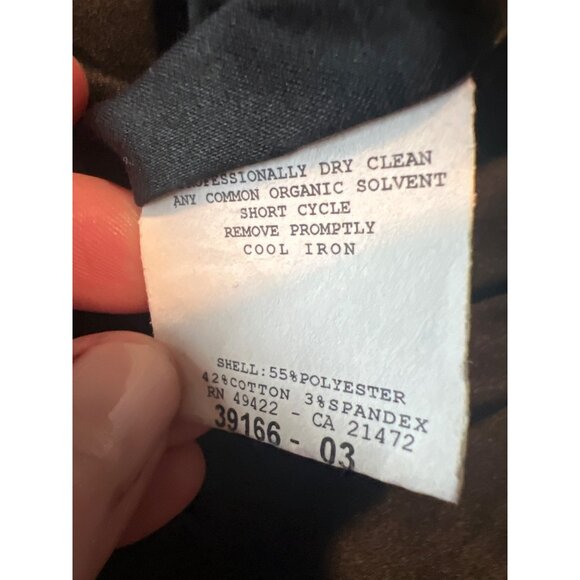 PROFESSIONALLY DRY CLEAN
ANY COMMON ORGANIC SOLVENT
SHORT CYCLE
REMOVE PROMPTLY
COOL IRON
SHELL:55%POLYESTER
42%COTTON 3%SPANDEX
RN 49422 - CA 21472
39166 - 03